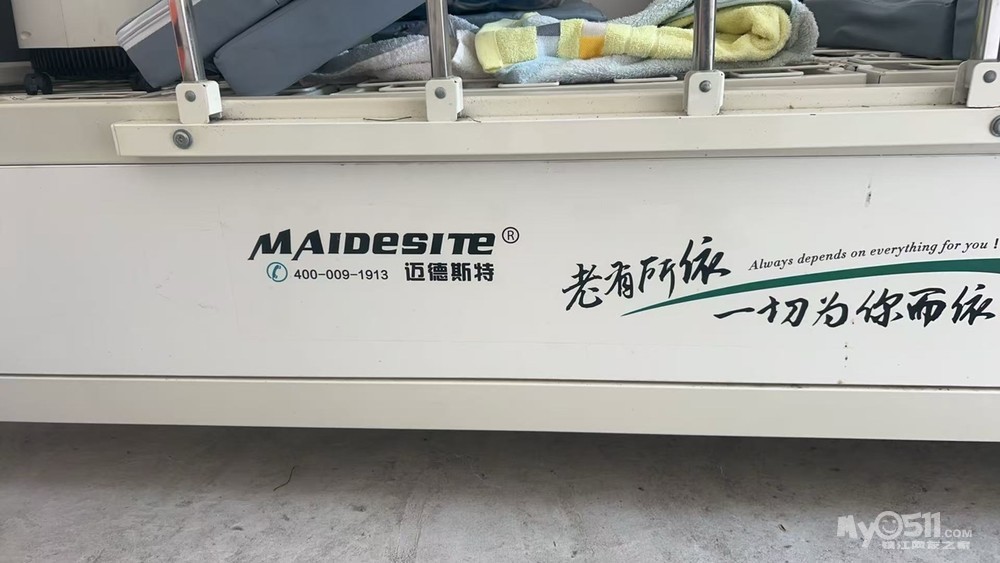 MAIDESITE®
400-009-1913 迈德斯特
老有所依
Always depends on everything for you !
一切为你而依
MY0511.COM
镇江网友之家